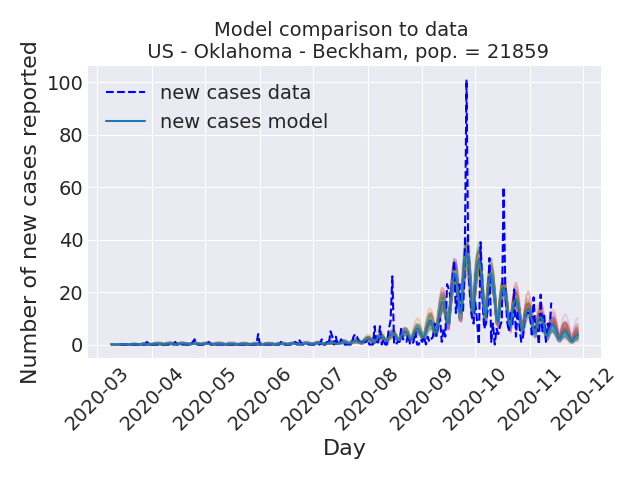 Model comparison to data
US - Oklahoma - Beckham, pop. = 21859
Number of new cases reported
100
80
60
40
20
0
new cases data
new cases model
2020-03
2020-04
2020-05
2020-06
2020-07
2020-08
2020-09
2020-10
2020-11
2020-12
Day